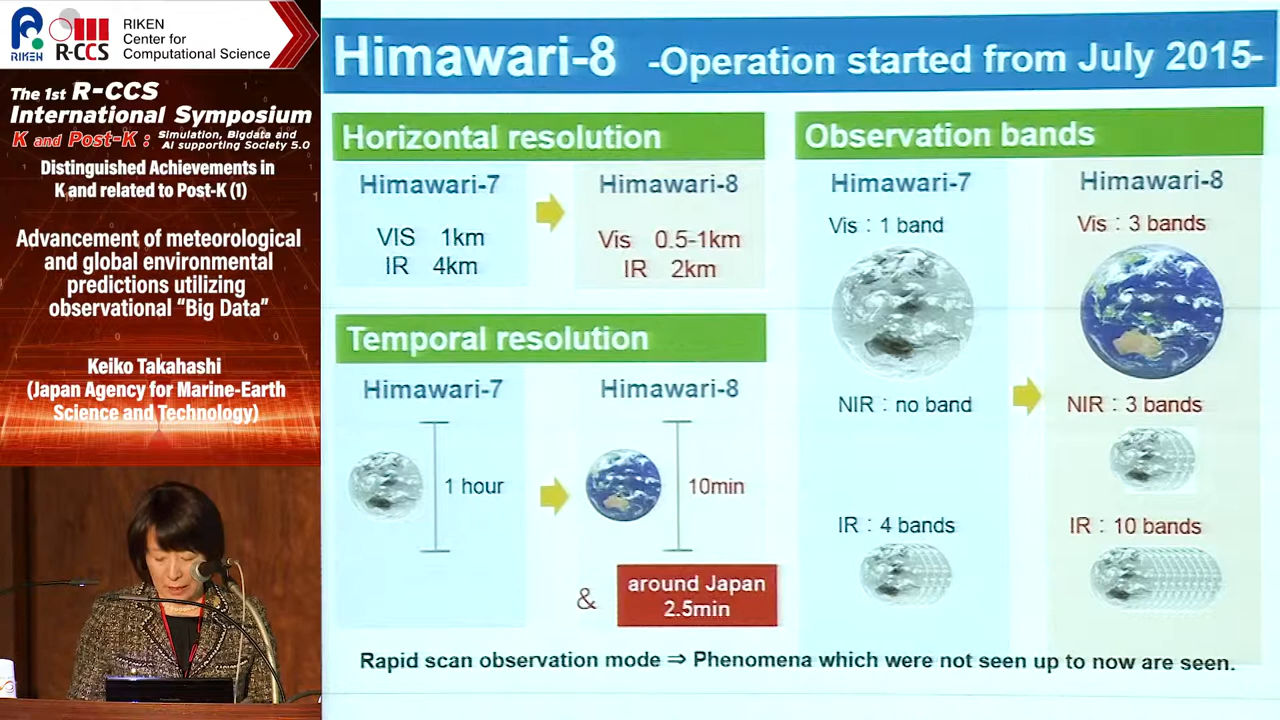 RIKEN
R-CCS
RIKEN
Center for
Computational Science
The 1st R-CCS
International Symposium
K and Post-K :
Simulation, Bigdata and
AI supporting Society 5.0
Distinguished Achievements in
K and related to Post-K (1)
Advancement of meteorological
and global environmental
predictions utilizing
observational “Big Data”
Keiko Takahashi
(Japan Agency for Marine-Earth
Science and Technology)
Himawari-8 -Operation started from July 2015-
Horizontal resolution
Himawari-7
VIS 1km
IR 4km
Himawari-8
Vis 0.5-1km
IR 2km
Temporal resolution
Himawari-7
1 hour
Himawari-8
10min
&
around Japan
2.5min
Observation bands
Himawari-7
Vis : 1 band
NIR : no band
IR : 4 bands
Himawari-8
Vis : 3 bands
NIR : 3 bands
IR : 10 bands
Rapid scan observation mode ⇒ Phenomena which were not seen up to now are seen.